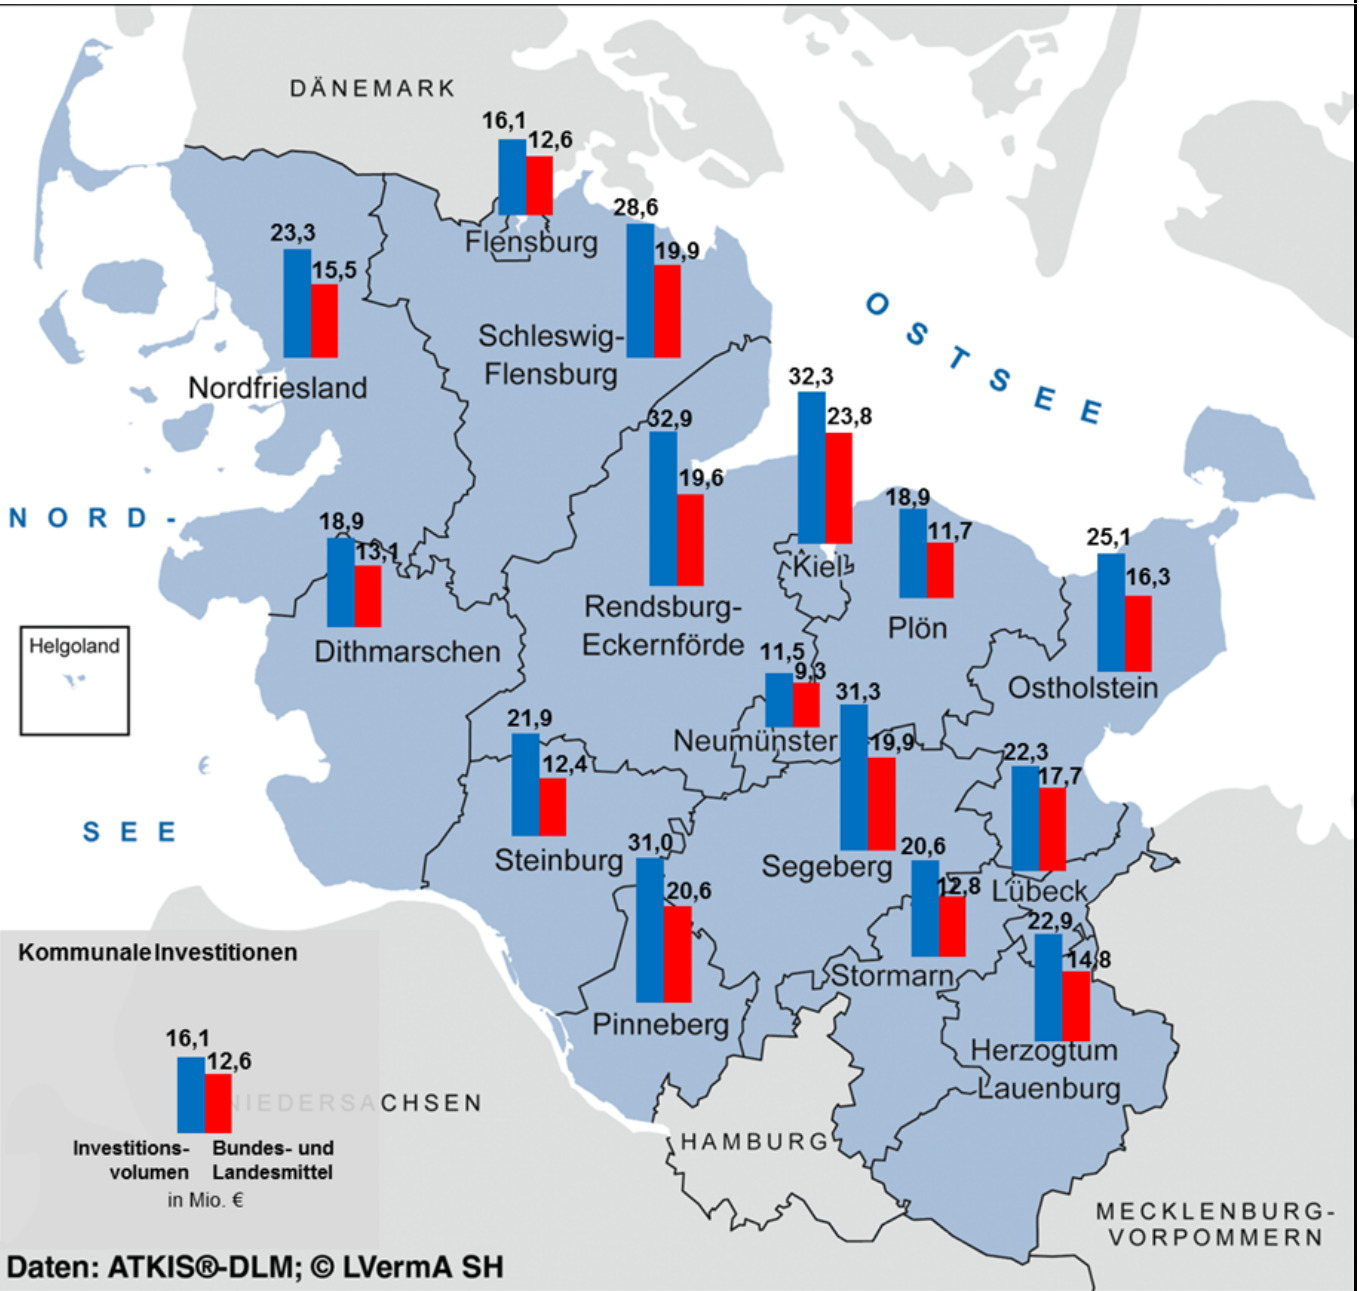 DÄNEMARK
16,1
12,6
Flensburg
28,6
19,9
23,3
15,5
Schleswig-
Flensburg
Nordfriesland
OSTSEE
32,3
23,8
32,9
19,6
18,9
11,7
NORD-
18,9
13,1
25,1
16,3
Kiel
Rendsburg-
Eckernförde
Plön
Helgoland
Dithmarschen
11,5
9,3
Ostholstein
31,3
19,9
21,9
12,4
Neumünster
22,3
17,7
SEE
31,0
20,6
Steinburg
Segeberg
20,6
12,8
Lübeck
22,9
14,8
Kommunale Investitionen
Stormarn
Pinneberg
16,1
12,6
Herzogtum
Lauenburg
NIEDERSACHSEN
HAMBURG
Investitions-
volumen
Bundes- und
Landesmittel
in Mio. €
MECKLENBURG-
VORPOMMERN
Daten: ATKIS®-DLM; © LVermA SH